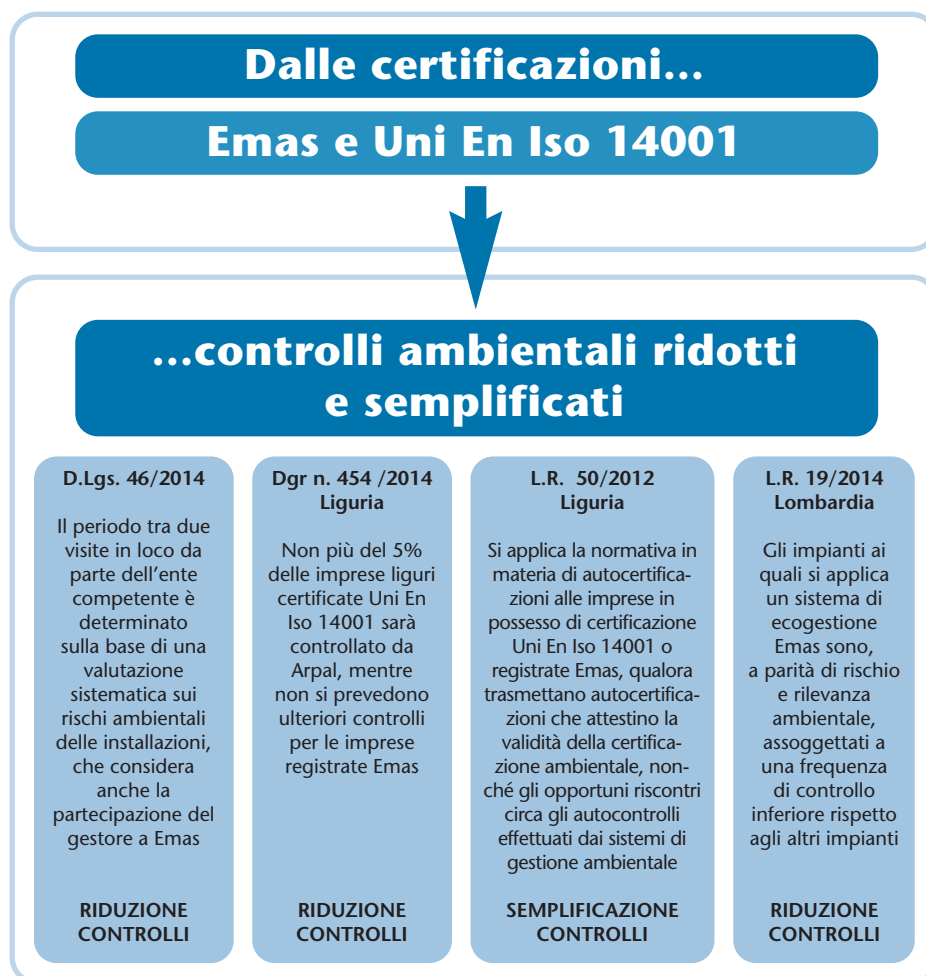 Dalle certificazioni...
Emas e Uni En Iso 14001
...controlli ambientali ridotti
e semplificati
D.Lgs. 46/2014
Il periodo tra due
visite in loco da
parte dell'ente
competente è
determinato
sulla base di una
valutazione
sistematica sui
rischi ambientali
delle installazioni,
che considera
anche la
partecipazione del
gestore a Emas
RIDUZIONE
CONTROLLI
Dgr n. 454 /2014
Liguria
Non più del 5%
delle imprese liguri
certificate Uni En
Iso 14001 sarà
controllato da
Arpal, mentre
non si prevedono
ulteriori controlli
per le imprese
registrate Emas
RIDUZIONE
CONTROLLI
L.R. 50/2012
Liguria
Si applica la normativa in
materia di autocertifica-
zioni alle imprese in
possesso di certificazione
Uni En Iso 14001 o
registrate Emas, qualora
trasmettano autocertifica-
zioni che attestino la
validità della certifica-
zione ambientale, non-
ché gli opportuni riscontri
circa gli autocontrolli
effettuati dai sistemi di
gestione ambientale
SEMPLIFICAZIONE
CONTROLLI
L.R. 19/2014
Lombardia
Gli impianti ai
quali si applica
un sistema di
ecogestione
Emas sono,
a parità di rischio
e rilevanza
ambientale,
assoggettati a
una frequenza
di controllo
inferiore rispetto
agli altri impianti
RIDUZIONE
CONTROLLI